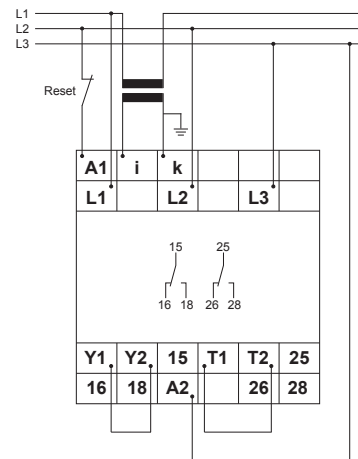 L1
L2
L3
Reset
A1 i k
L1 L2 L3
15 25
16 18 26 28
Y1 Y2 15 T1 T2 25
16 18 A2 26 28